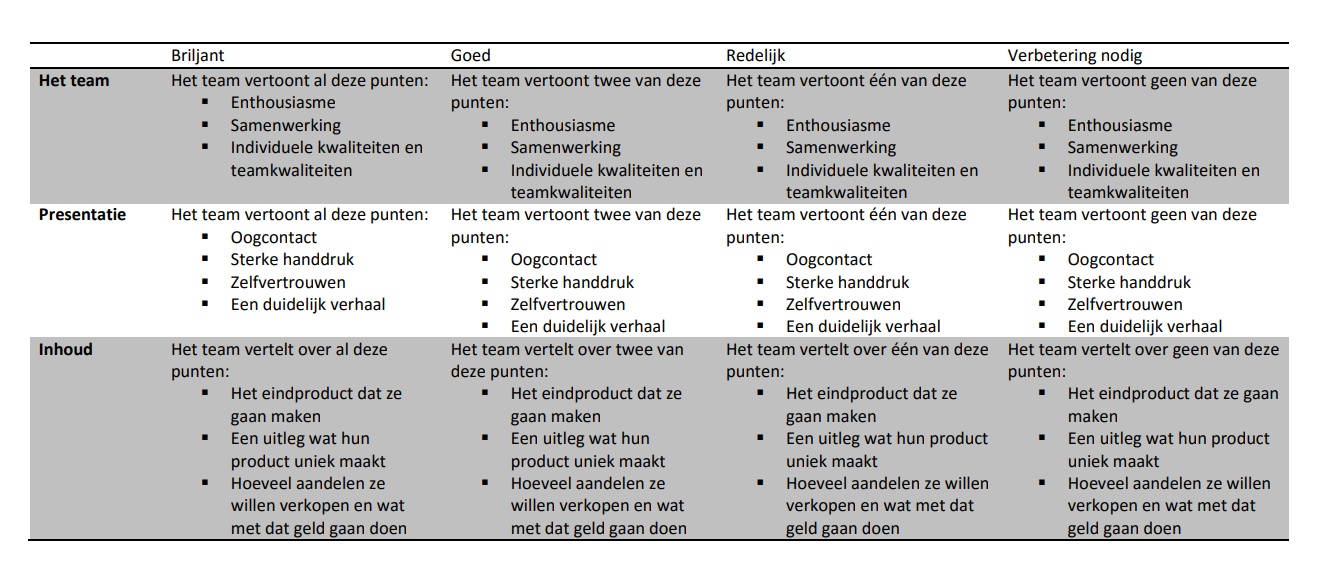 Briljant Goed Redelijk Verbetering nodig
Het team
Het team vertoont al deze punten:
▪ Enthousiasme
▪ Samenwerking
▪ Individuele kwaliteiten en
teamkwaliteiten
Het team vertoont twee van deze
punten:
▪ Enthousiasme
▪ Samenwerking
▪ Individuele kwaliteiten en
teamkwaliteiten
Het team vertoont één van deze
punten:
▪ Enthousiasme
▪ Samenwerking
▪ Individuele kwaliteiten en
teamkwaliteiten
Het team vertoont geen van deze
punten:
▪ Enthousiasme
▪ Samenwerking
▪ Individuele kwaliteiten en
teamkwaliteiten
Presentatie
Het team vertoont al deze punten:
▪ Oogcontact
▪ Sterke handdruk
▪ Zelfvertrouwen
▪ Een duidelijk verhaal
Het team vertoont twee van deze
punten:
▪ Oogcontact
▪ Sterke handdruk
▪ Zelfvertrouwen
▪ Een duidelijk verhaal
Het team vertoont één van deze
punten:
▪ Oogcontact
▪ Sterke handdruk
▪ Zelfvertrouwen
▪ Een duidelijk verhaal
Het team vertoont geen van deze
punten:
▪ Oogcontact
▪ Sterke handdruk
▪ Zelfvertrouwen
▪ Een duidelijk verhaal
Inhoud
Het team vertelt over al deze
punten:
▪ Het eindproduct dat ze
gaan maken
▪ Een uitleg wat hun
product uniek maakt
▪ Hoeveel aandelen ze
willen verkopen en wat
met dat geld gaan doen
Het team vertelt over twee van
deze punten:
▪ Het eindproduct dat ze
gaan maken
▪ Een uitleg wat hun
product uniek maakt
▪ Hoeveel aandelen ze
willen verkopen en wat
met dat geld gaan doen
Het team vertelt over één van deze
punten:
▪ Het eindproduct dat ze
gaan maken
▪ Een uitleg wat hun product
uniek maakt
▪ Hoeveel aandelen ze willen
verkopen en wat met dat
geld gaan doen
Het team vertelt over geen van deze
punten:
▪ Het eindproduct dat ze gaan
maken
▪ Een uitleg wat hun product
uniek maakt
▪ Hoeveel aandelen ze willen
verkopen en wat met dat
geld gaan doen